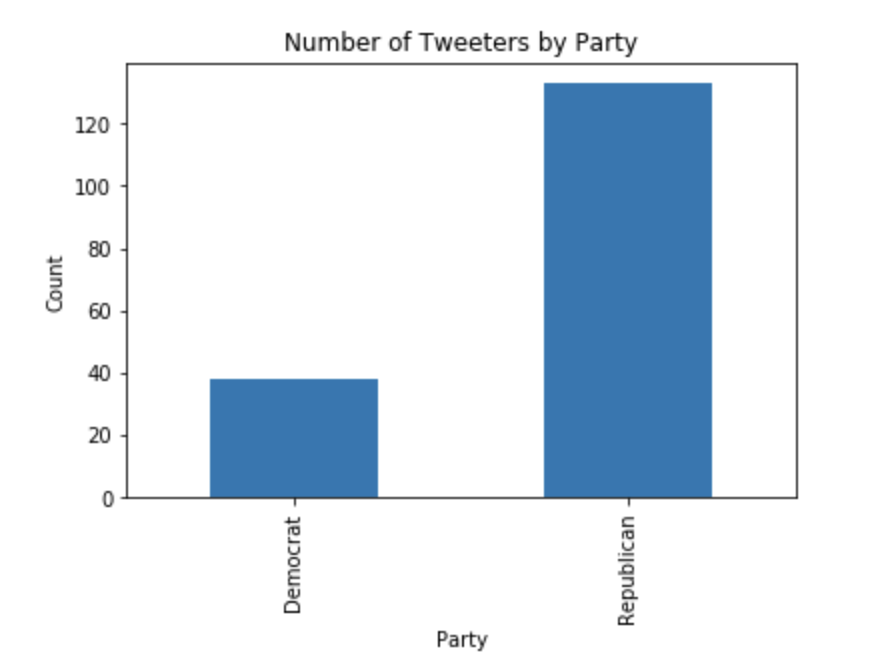 Number of Tweeters by Party
120
100
80
60
40
20
0
Count
Democrat
Republican
Party